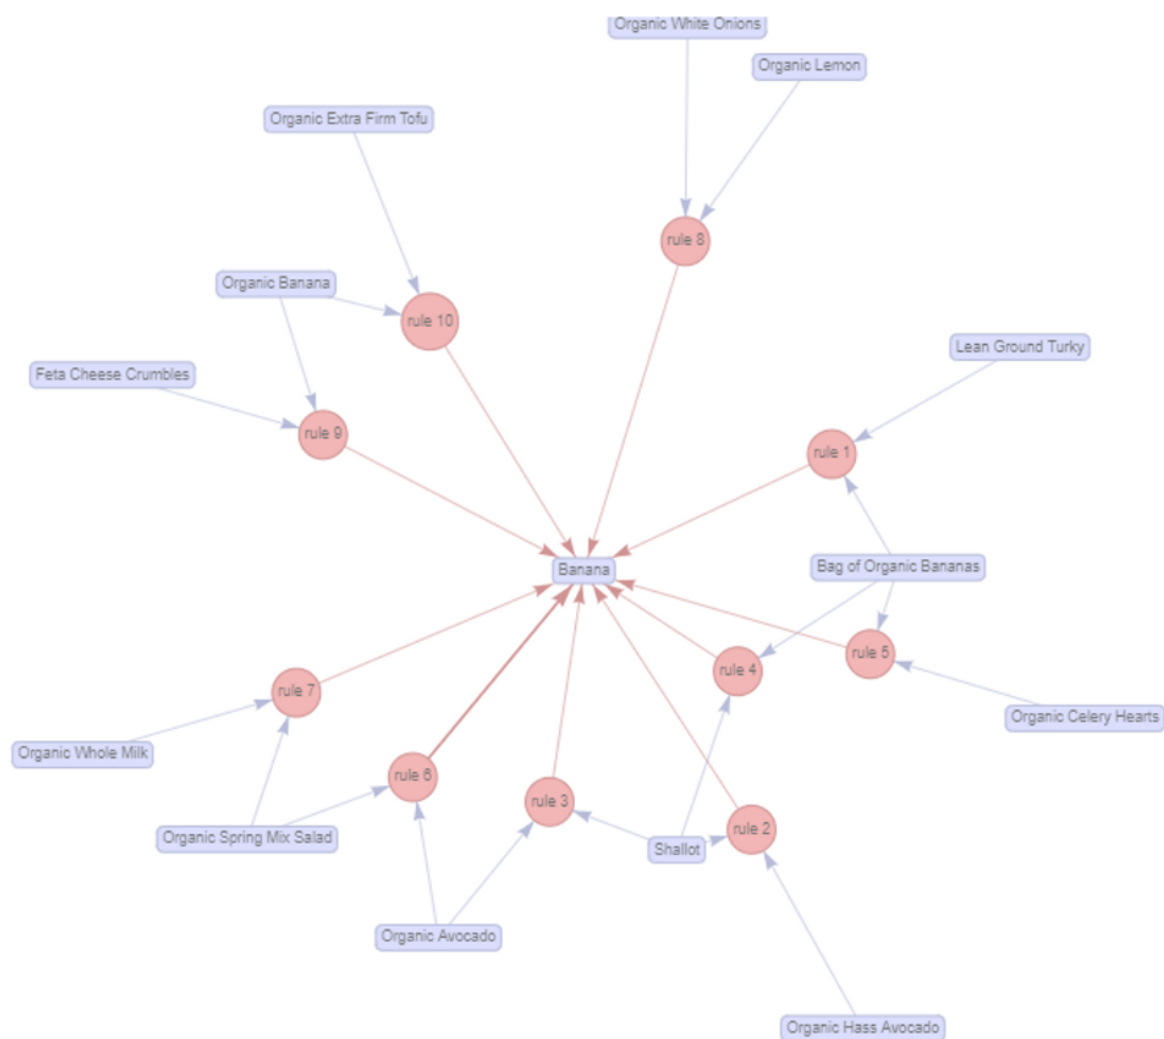 Organic White Onions
Organic Lemon
Organic Extra Firm Tofu
rule 8
Organic Banana
rule 10
Lean Ground Turky
Feta Cheese Crumbles
rule 9
rule 1
Banana
Bag of Organic Bananas
rule 5
rule 4
rule 7
Organic Celery Hearts
Organic Whole Milk
rule 6
rule 3
rule 2
Organic Spring Mix Salad
Shallot
Organic Avocado
Organic Hass Avocado